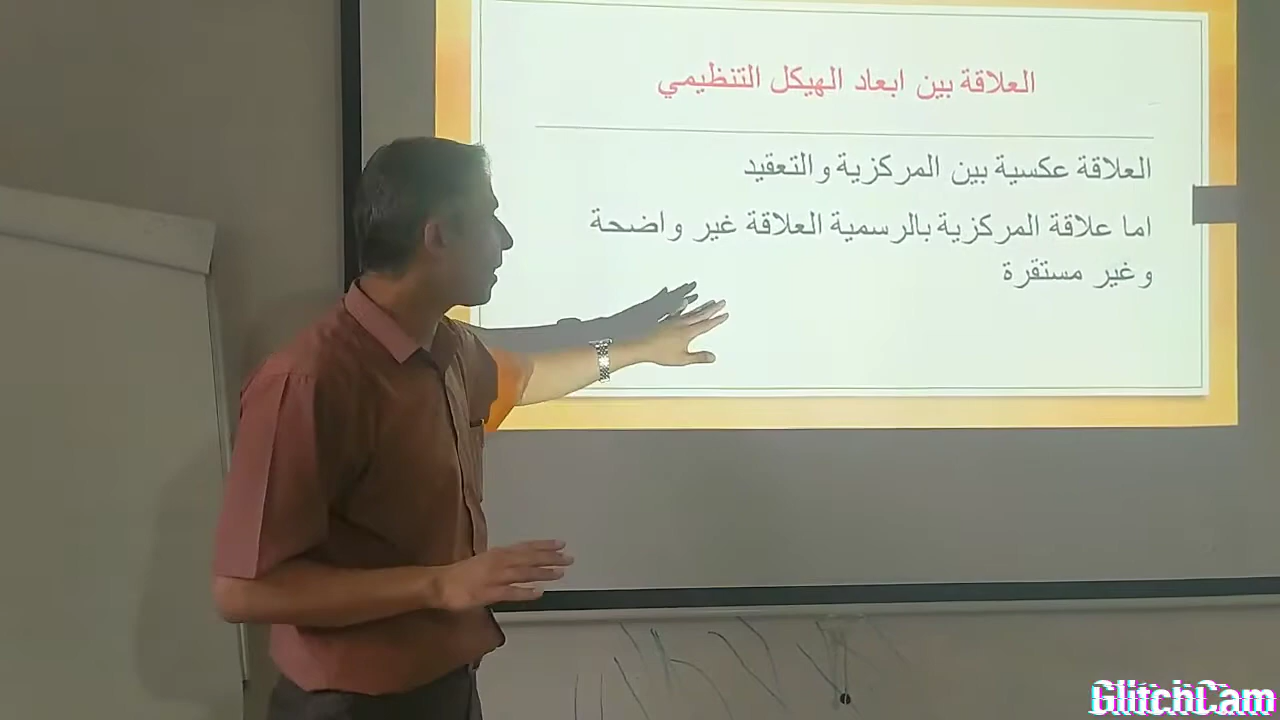 العلاقة بين ابعاد الهيكل التنظيمي
العلاقة عكسية بين المركزية والتعقيد
اما علاقة المركزية بالرسمية العلاقة غير واضحة
وغير مستقرة
GlitchCam